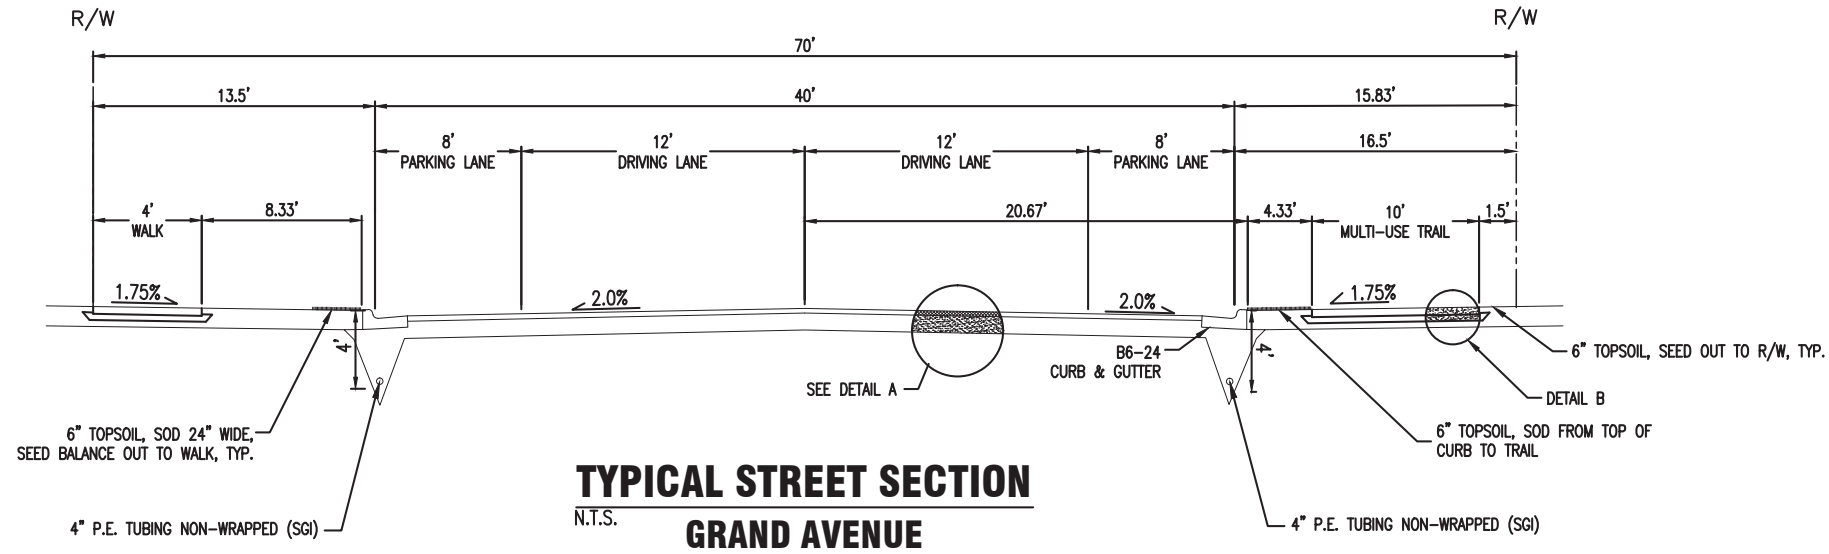 R/W
R/W
70'
13.5'
40'
15.83'
8'
PARKING LANE
12'
DRIVING LANE
12'
DRIVING LANE
8'
PARKING LANE
16.5'
4'
WALK
8.33'
20.67'
4.33'
10'
MULTI-USE TRAIL
1.5'
1.75%
2.0%
2.0%
1.75%
4'
4'
B6-24
CURB & GUTTER
SEE DETAIL A
6" TOPSOIL, SEED OUT TO R/W, TYP.
DETAIL B
6" TOPSOIL, SOD 24" WIDE,
SEED BALANCE OUT TO WALK, TYP.
6" TOPSOIL, SOD FROM TOP OF
CURB TO TRAIL
4" P.E. TUBING NON-WRAPPED (SGI)
4" P.E. TUBING NON-WRAPPED (SGI)
TYPICAL STREET SECTION
N.T.S.
GRAND AVENUE